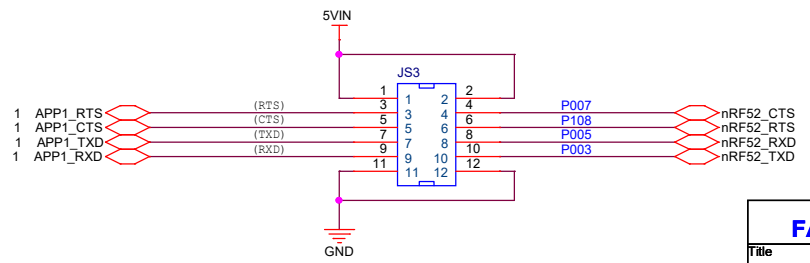 5VIN
JS3
1 1 2 2
1 APP1_RTS (RTS) 3 3 4 4 P007 nRF52_CTS
1 APP1_CTS (CTS) 5 5 6 6 P108 nRF52_RTS
1 APP1_TXD (TXD) 7 7 8 8 P005 nRF52_RXD
1 APP1_RXD (RXD) 9 9 10 10 P003 nRF52_TXD
11 11 12 12
GND
Title